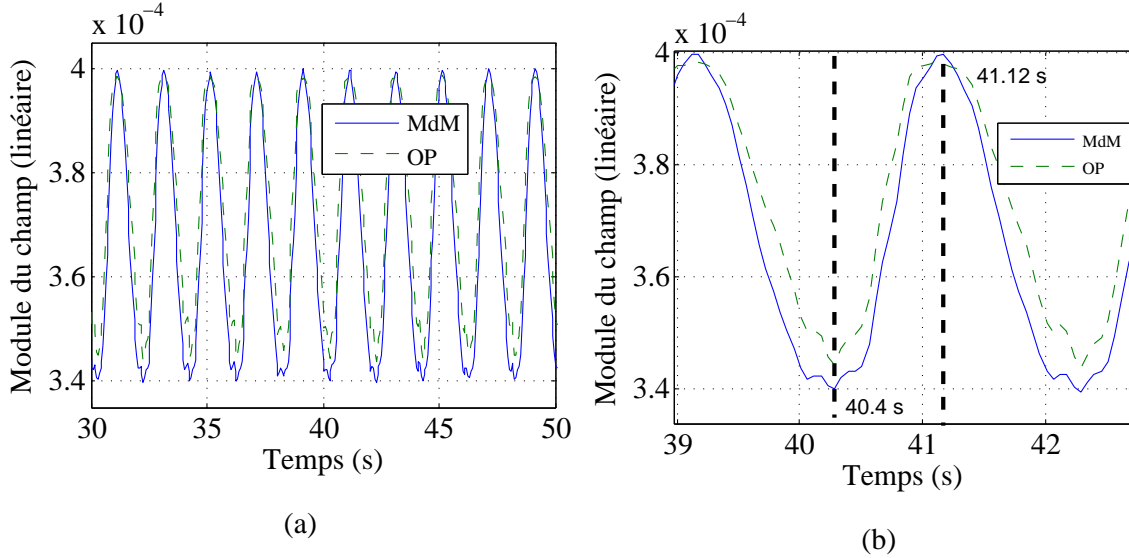 x 10⁻⁴
4
3.8
3.6
3.4
30
35
40
45
50
Module du champ (linéaire)
Temps (s)
MdM
OP
(a)
x 10⁻⁴
4
3.8
3.6
3.4
39
40
41
42
Module du champ (linéaire)
Temps (s)
41.12 s
MdM
OP
40.4 s
(b)